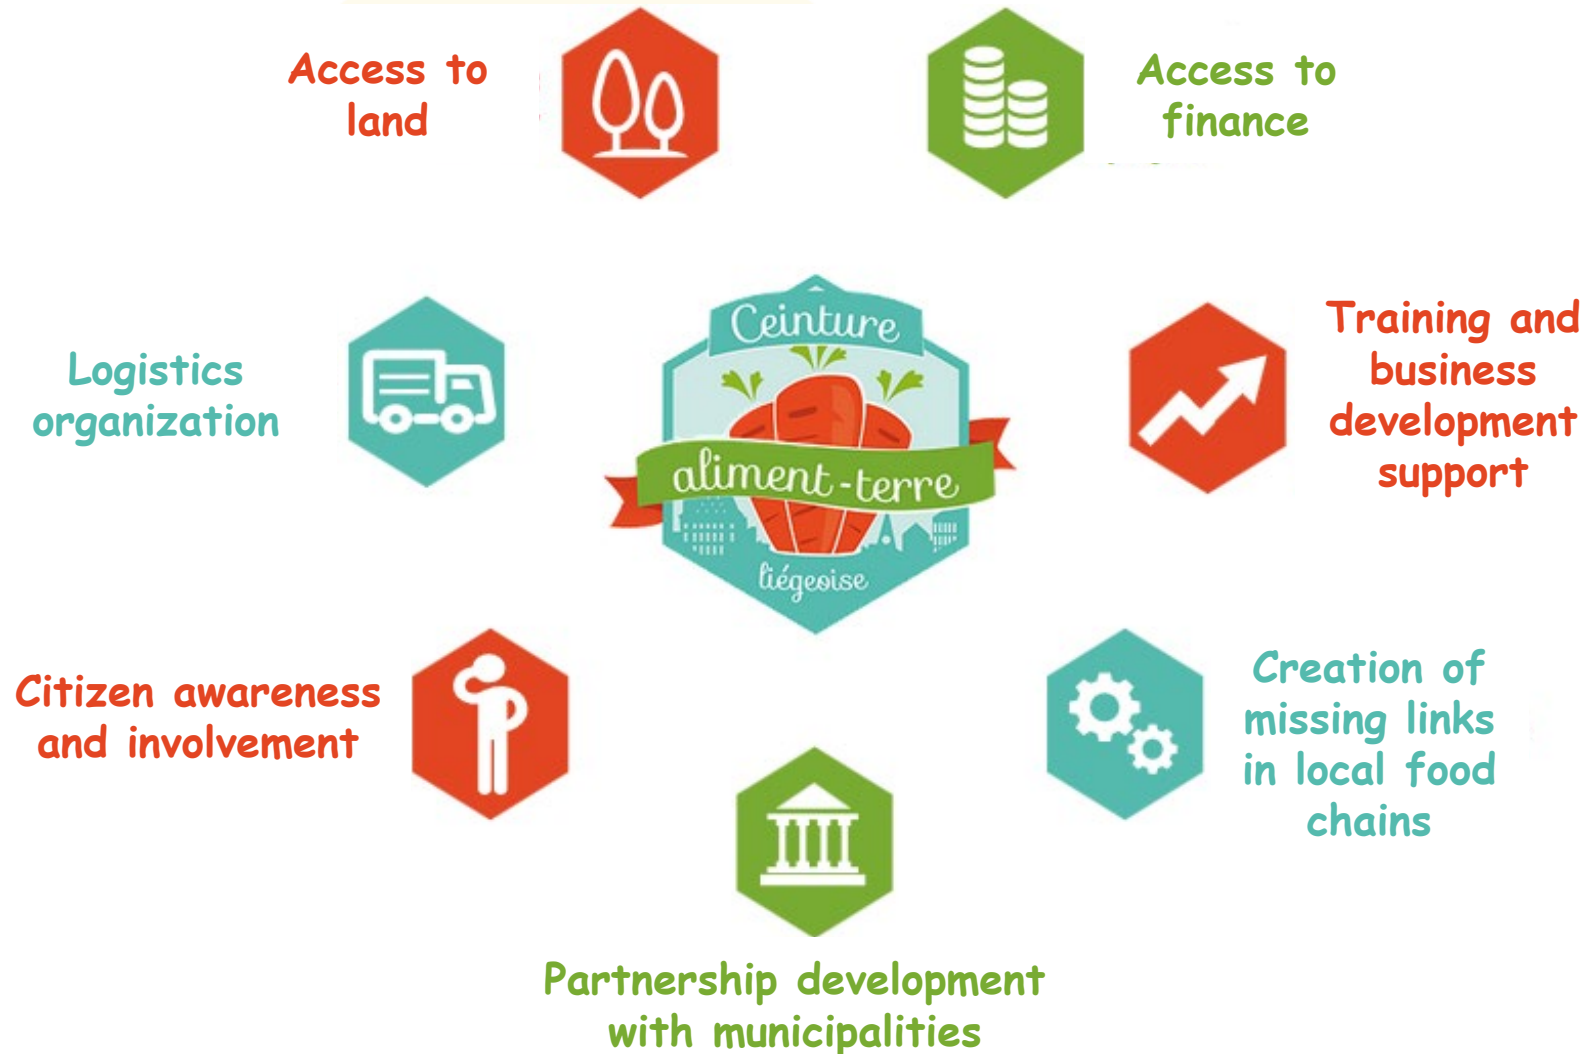 Access to
land
Access to
finance
Logistics
organization
Ceinture
aliment-terre
liégeoise
Training and
business
development
support
Citizen awareness
and involvement
Creation of
missing links
in local food
chains
Partnership development
with municipalities